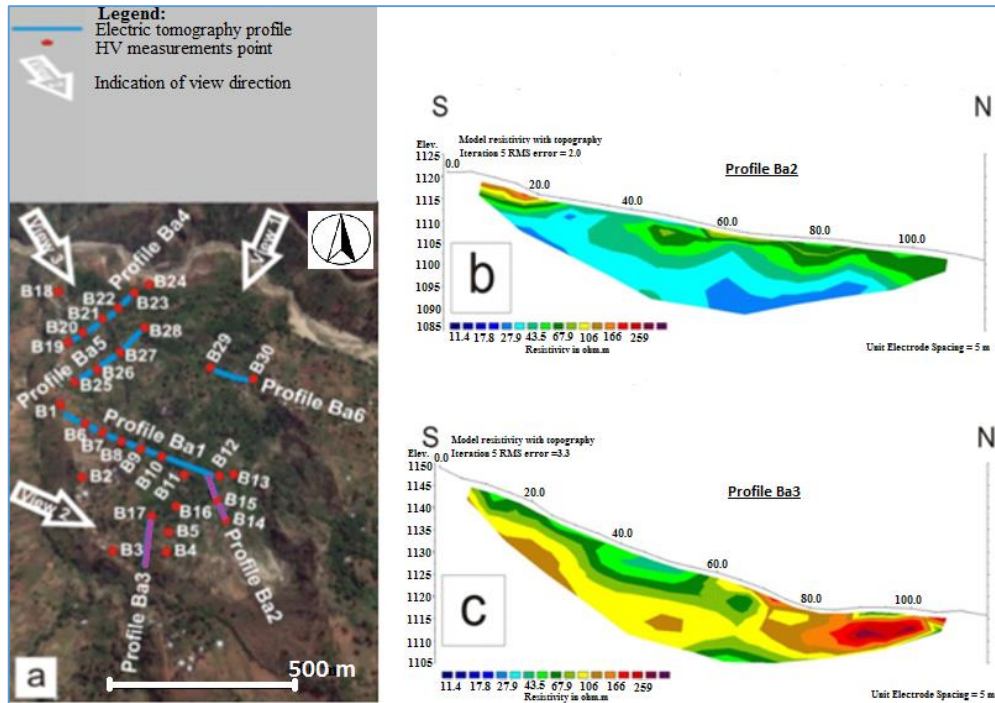 Legend:
Electric tomography profile
HV measurements point
View 1
Indication of view direction
View 3
View 1
Profile Ba4
B18
B24
B22
B23
B21
B20
B28
B19
B27
Profile Ba5
B26
B25
B29
B30
Profile Ba6
B1
Profile Ba1
B6
B7
B8
B9
B10
B12
B13
B11
B2
B15
View 2
B17
B16
B14
B5
B3
B4
Profile Ba3
Profile Ba2
a
500 m
S
N
Elev.
Model resistivity with topography
Iteration 5 RMS error = 2.0
Profile Ba2
1125
1120
1115
1110
1105
1100
1095
1090
1085
0.0
20.0
40.0
60.0
80.0
100.0
b
11.4 17.8 27.9 43.5 67.9 106 166 259
Resistivity in ohm.m
Unit Electrode Spacing = 5 m
S
N
Elev.
Model resistivity with topography
Iteration 5 RMS error =3.3
Profile Ba3
1150
1145
1140
1135
1130
1125
1120
1115
1110
1105
0.0
20.0
40.0
60.0
80.0
100.0
c
11.4 17.8 27.9 43.5 67.9 106 166 259
Resistivity in ohm.m
Unit Electrode Spacing = 5 m